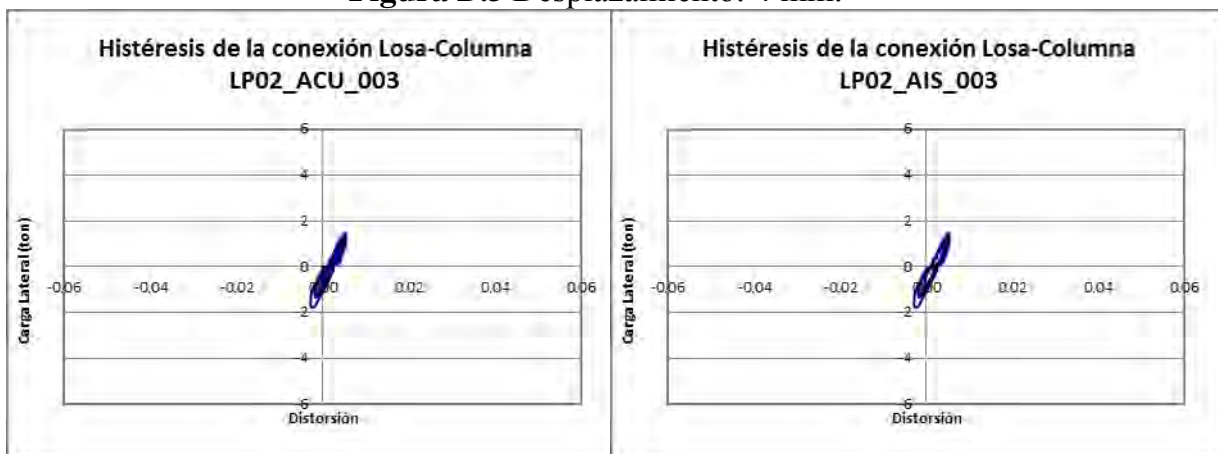 Figura Desplazamiento: 4 mm.
Histéresis de la conexión Losa-Columna
LP02_ACU_003
Carga Lateral (ton)
6
4
2
0
-0.06 -0.04 -0.02 0.00 0.02 0.04 0.06
-2
-4
-6
Distorsión
Histéresis de la conexión Losa-Columna
LP02_AIS_003
Carga Lateral (ton)
6
4
2
0
-0.06 -0.04 -0.02 0.00 0.02 0.04 0.06
-2
-4
-6
Distorsión